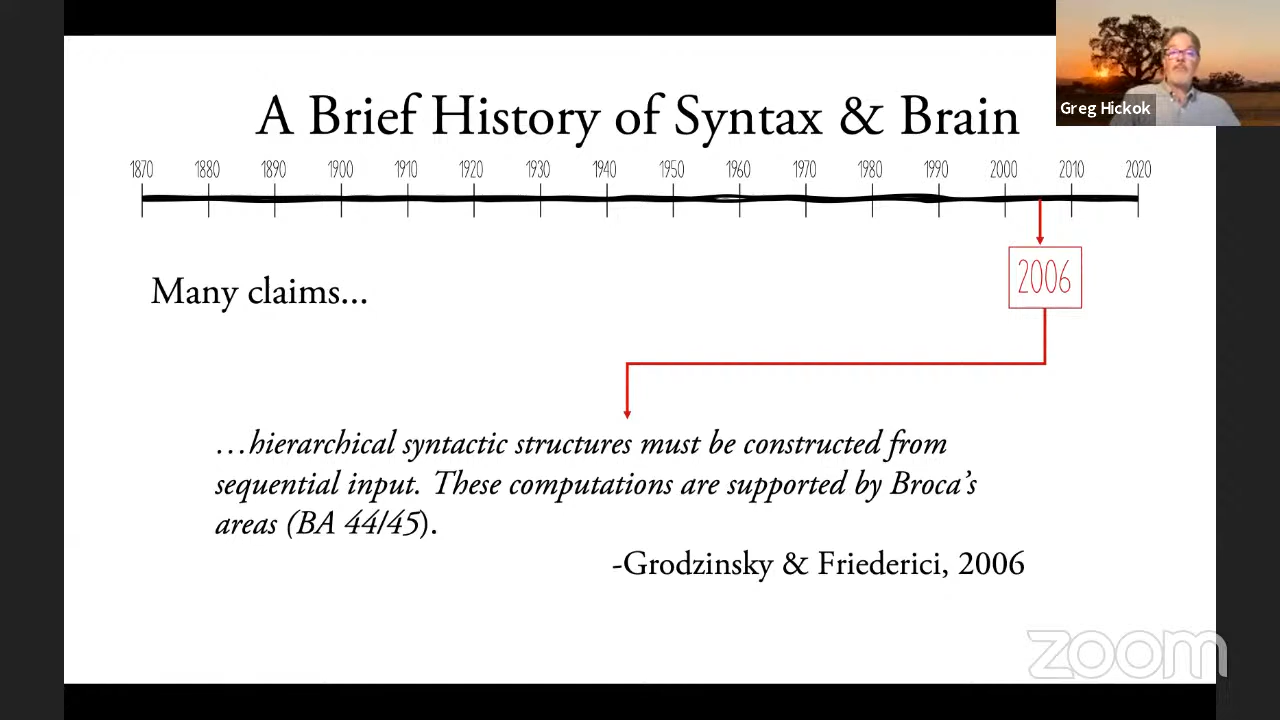 A Brief History of Syntax & Brain
Greg Hickok
1870 1880 1890 1900 1910 1920 1930 1940 1950 1960 1970 1980 1990 2000 2010 2020
2006
Many claims...
…hierarchical syntactic structures must be constructed from
sequential input. These computations are supported by Broca’s
areas (BA 44/45).
-Grodzinsky & Friederici, 2006
zoom